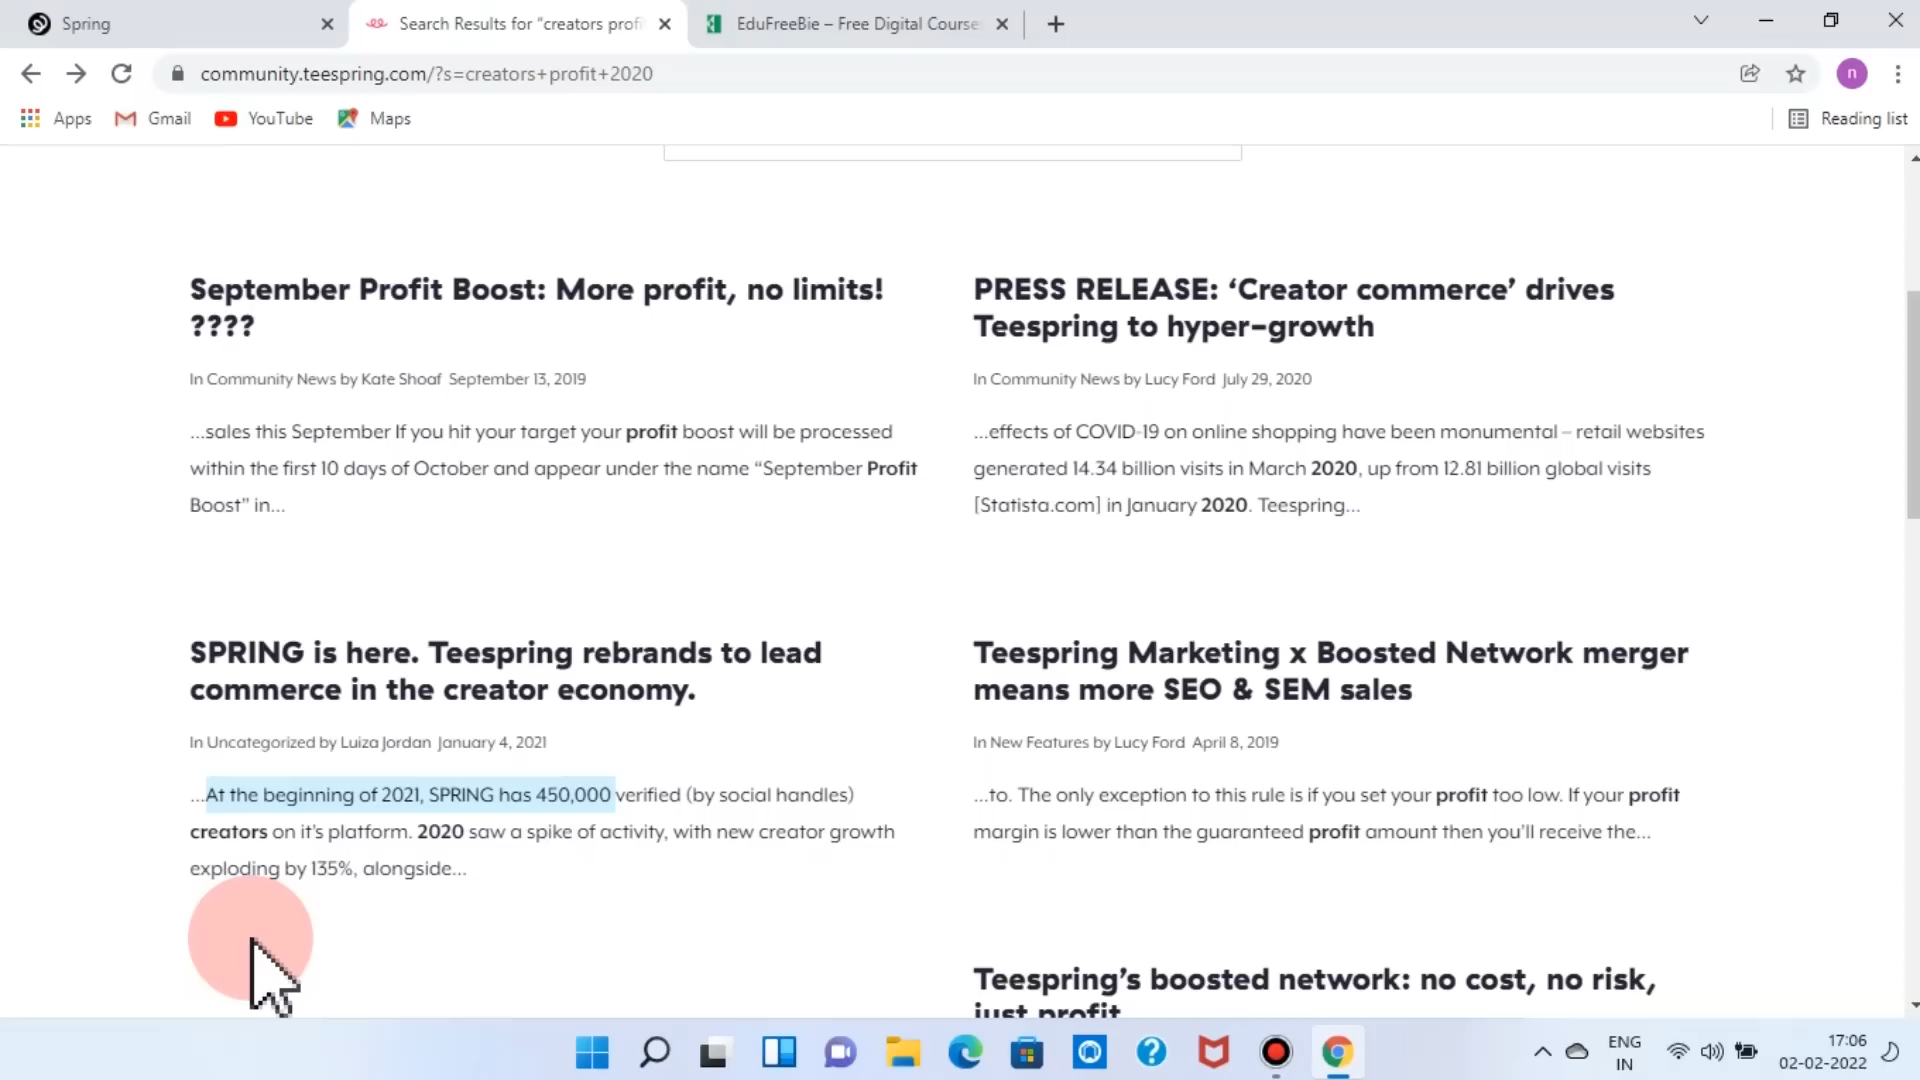 Spring
Search Results for "creators profi
EduFreeBie – Free Digital Course
community.teespring.com/?s=creators+profit+2020
n
Apps
Gmail
YouTube
Maps
Reading list
September Profit Boost: More profit, no limits!
????
In Community News by Kate Shoaf September 13, 2019
...sales this September If you hit your target your profit boost will be processed
within the first 10 days of October and appear under the name “September Profit
Boost” in...
PRESS RELEASE: ‘Creator commerce’ drives
Teespring to hyper-growth
In Community News by Lucy Ford July 29, 2020
...effects of COVID-19 on online shopping have been monumental – retail websites
generated 14.34 billion visits in March 2020, up from 12.81 billion global visits
[Statista.com] in January 2020. Teespring...
SPRING is here. Teespring rebrands to lead
commerce in the creator economy.
In Uncategorized by Luiza Jordan January 4, 2021
...At the beginning of 2021, SPRING has 450,000 verified (by social handles)
creators on it’s platform. 2020 saw a spike of activity, with new creator growth
exploding by 135%, alongside...
Teespring Marketing x Boosted Network merger
means more SEO & SEM sales
In New Features by Lucy Ford April 8, 2019
...to. The only exception to this rule is if you set your profit too low. If your profit
margin is lower than the guaranteed profit amount then you’ll receive the...
Teespring’s boosted network: no cost, no risk,
just profit
ENG
IN
17:06
02-02-2022